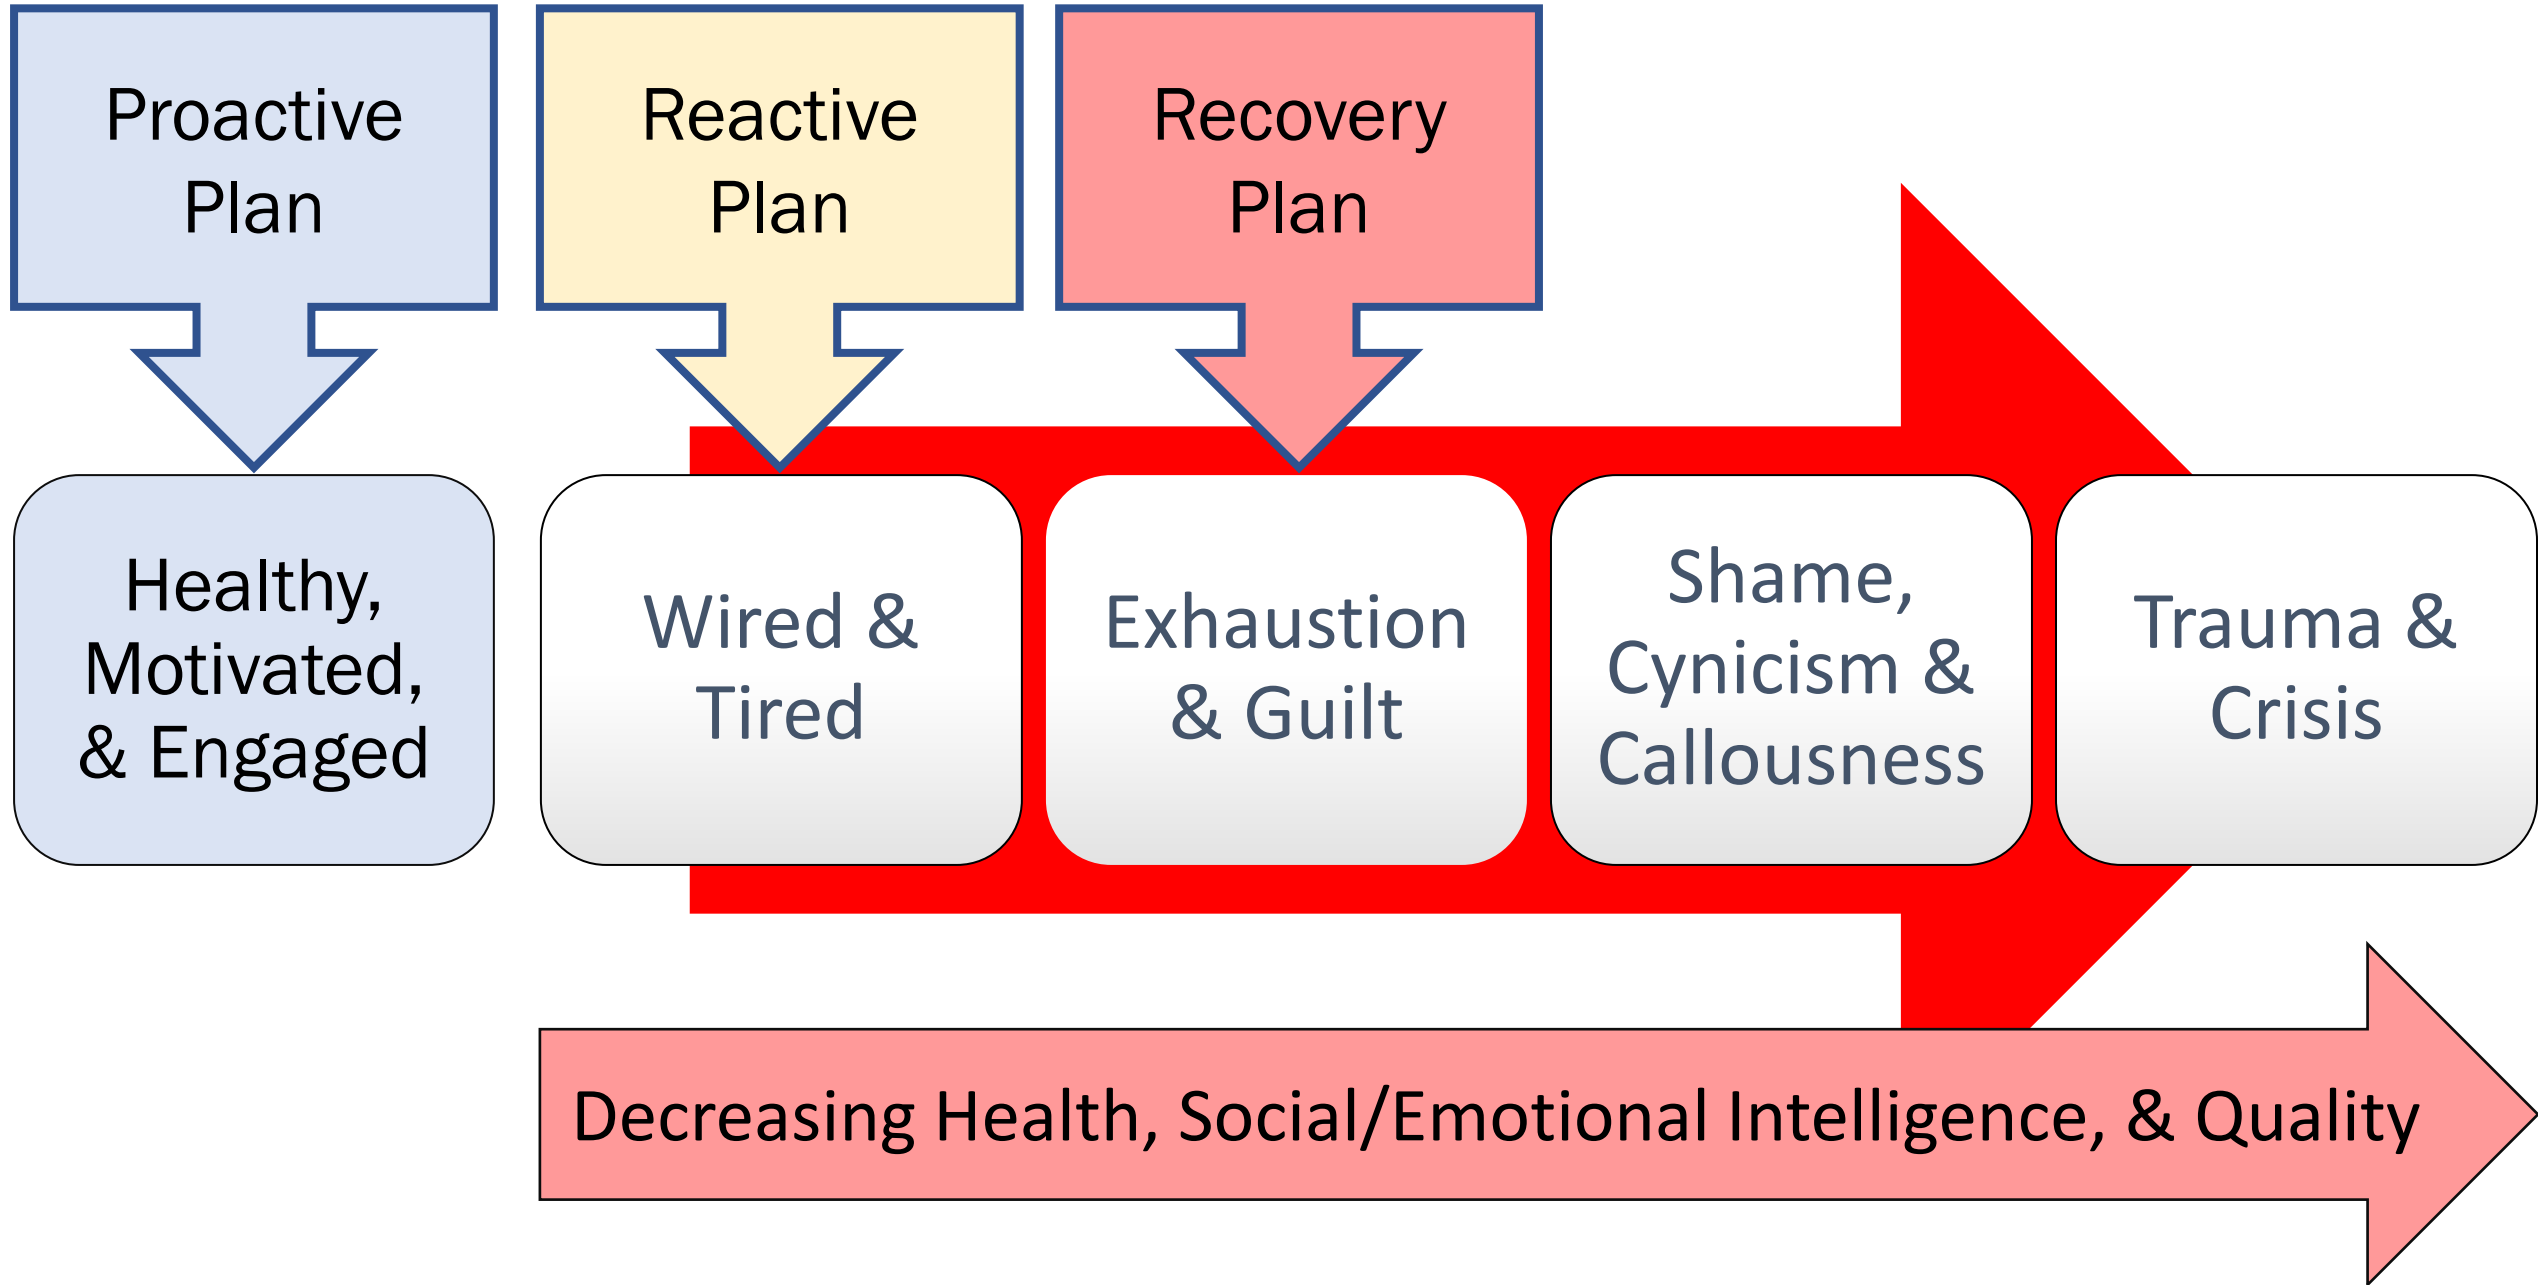 Proactive
Plan
Reactive
Plan
Recovery
Plan
Healthy,
Motivated,
& Engaged
Wired &
Tired
Exhaustion
& Guilt
Shame,
Cynicism &
Callousness
Trauma &
Crisis
Decreasing Health, Social/Emotional Intelligence, & Quality